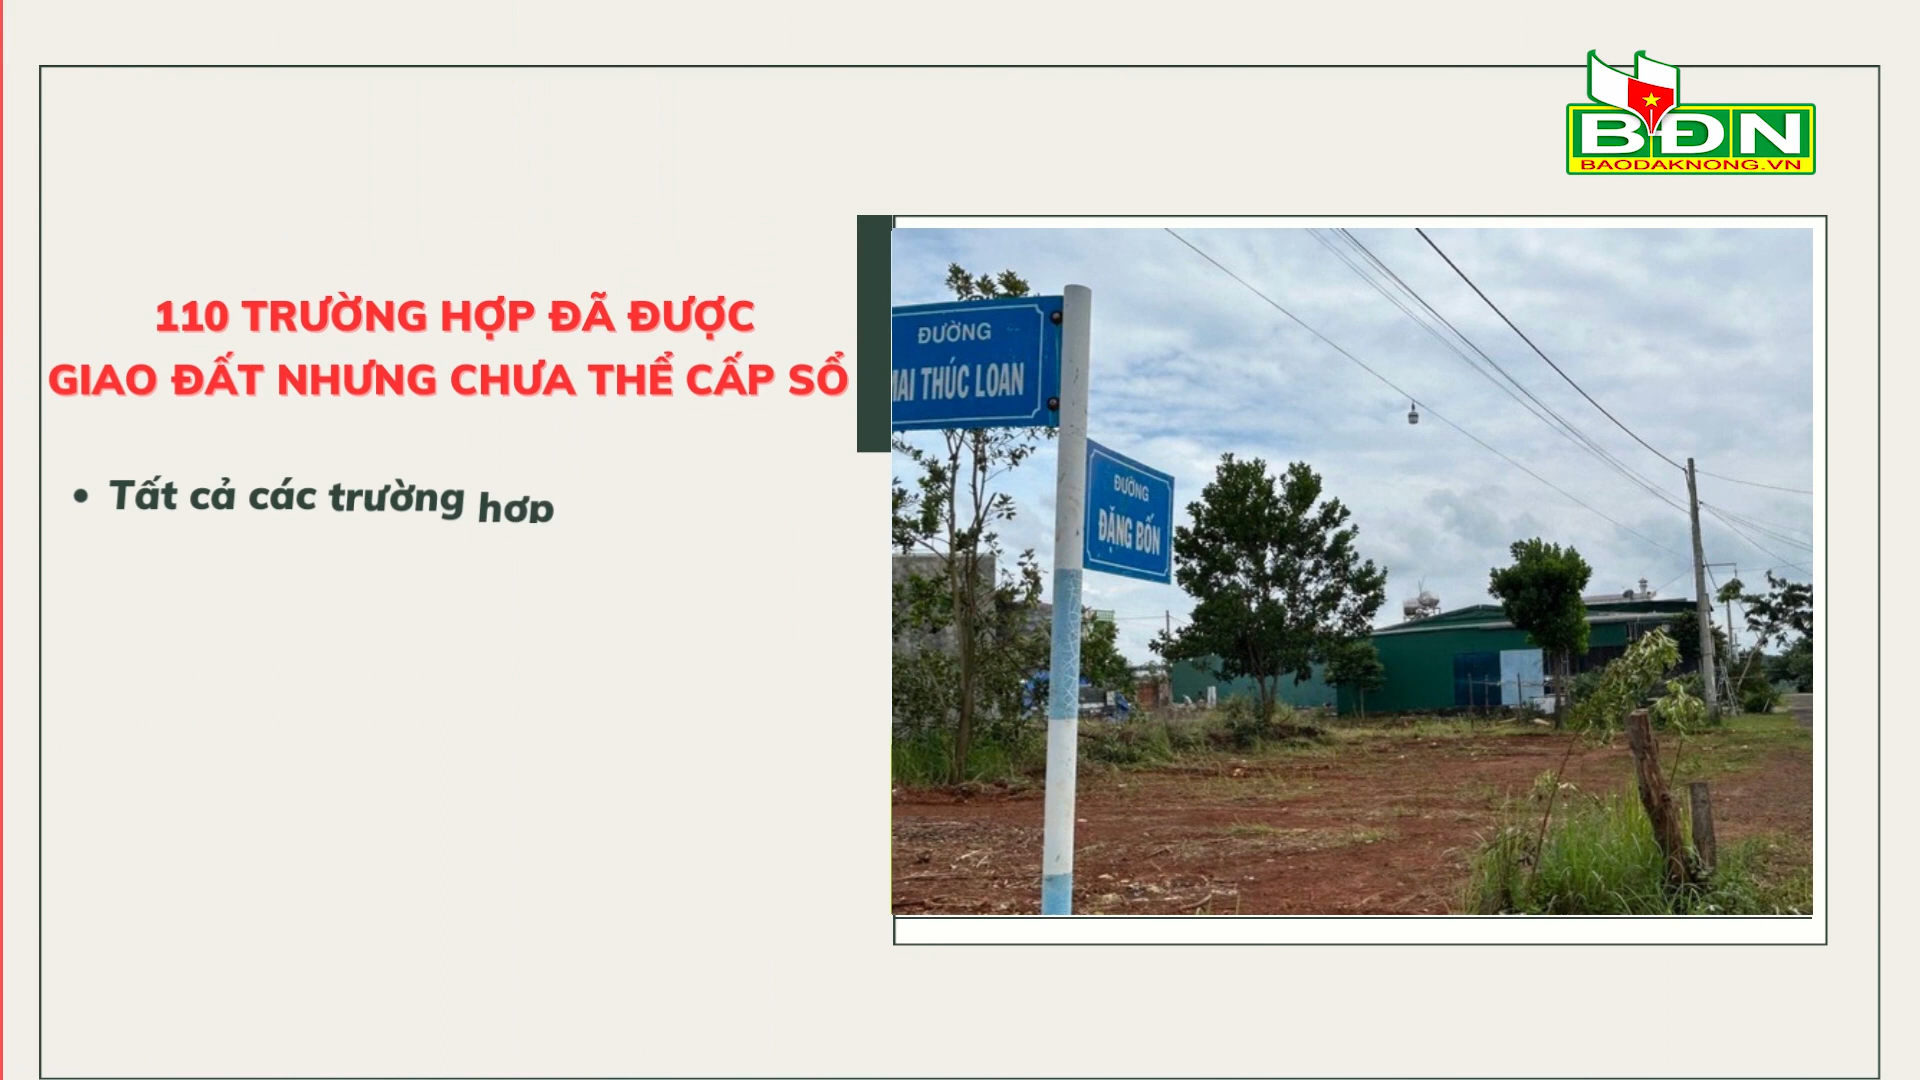 BĐN
BAODAKNONG.VN
110 TRƯỜNG HỢP ĐÃ ĐƯỢC
GIAO ĐẤT NHƯNG CHƯA THỂ CẤP SỔ
• Tất cả các trường hợp
ĐƯỜNG
MAI THÚC LOAN
ĐƯỜNG
ĐẶNG BỐN